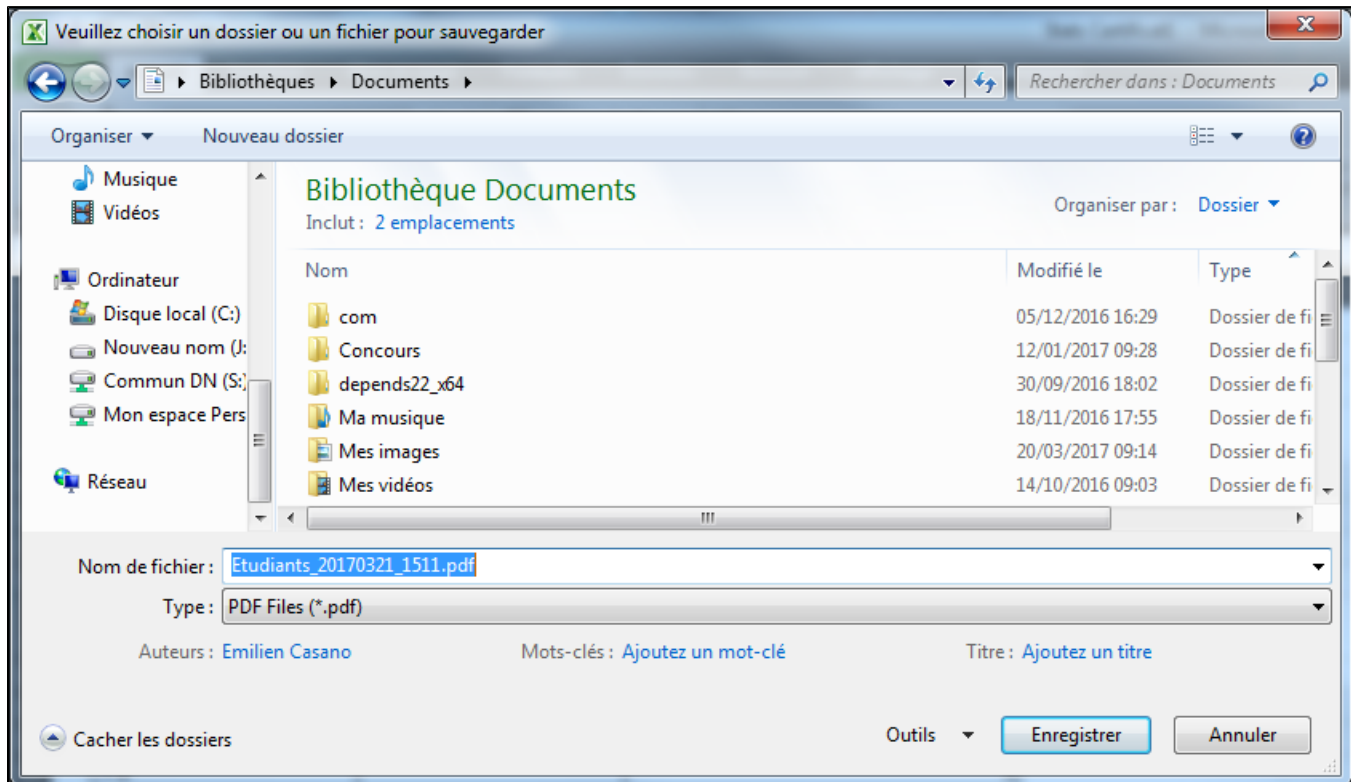 Veuillez choisir un dossier ou un fichier pour sauvegarder
Bibliothèques Documents
Rechercher dans : Documents
Organiser Nouveau dossier
Musique
Vidéos
Ordinateur
Disque local (C:)
Nouveau nom (J:
Commun DN (S:)
Mon espace Pers
Réseau
Bibliothèque Documents
Inclut : 2 emplacements
Organiser par : Dossier
Nom Modifié le Type
com 05/12/2016 16:29 Dossier de fi
Concours 12/01/2017 09:28 Dossier de fi
depends22_x64 30/09/2016 18:02 Dossier de fi
Ma musique 18/11/2016 17:55 Dossier de fi
Mes images 20/03/2017 09:14 Dossier de fi
Mes vidéos 14/10/2016 09:03 Dossier de fi
Nom de fichier : Etudiants_20170321_1511.pdf
Type : PDF Files (*.pdf)
Auteurs : Emilien Casano Mots-clés : Ajoutez un mot-clé Titre : Ajoutez un titre
Cacher les dossiers Outils Enregistrer Annuler